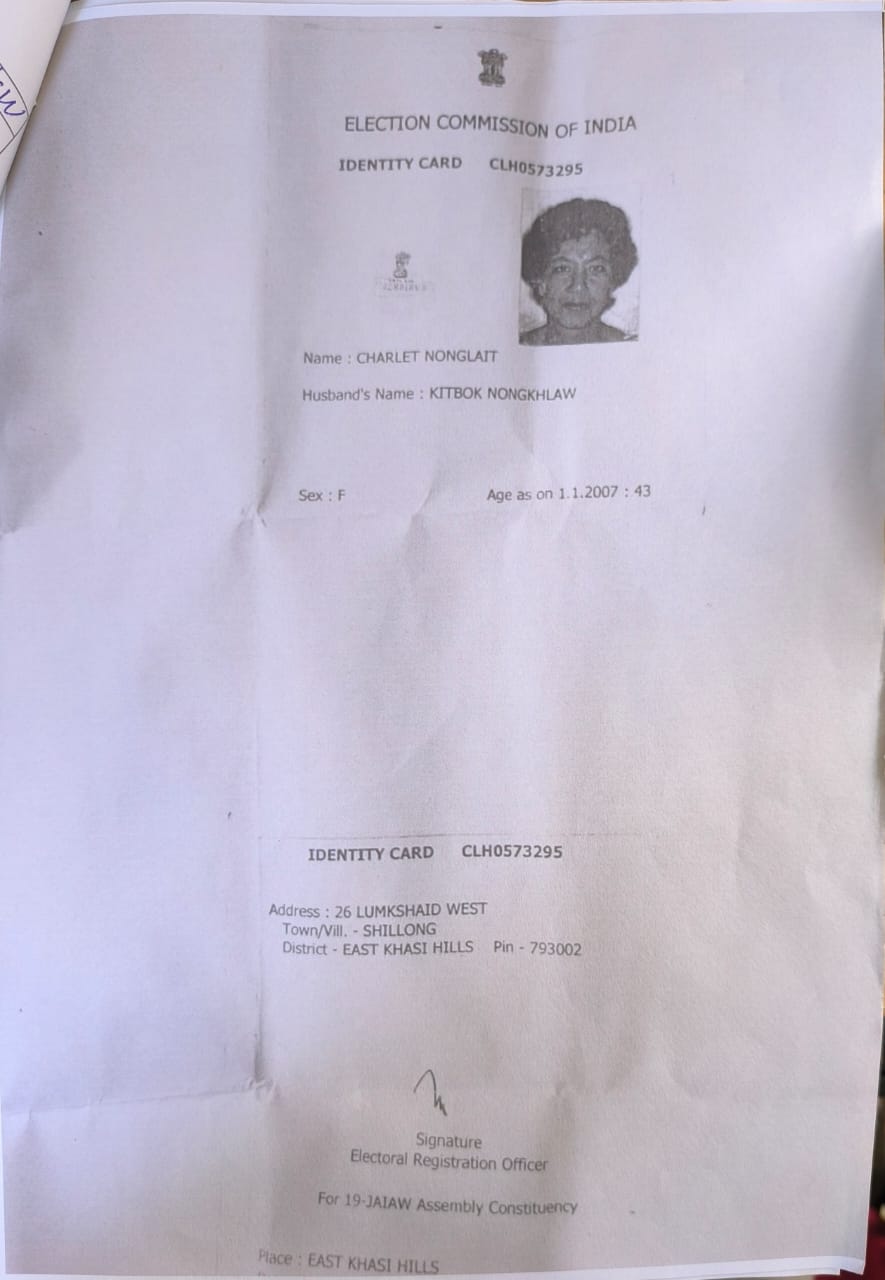 ELECTION COMMISSION OF INDIA
IDENTITY CARD CLH0573295
Name : CHARLET NONGLAIT
Husband's Name : KITBOK NONGKHLAW
Sex : F Age as on 1.1.2007 : 43
IDENTITY CARD CLH0573295
Address : 26 LUMKSHAID WEST
Town/Vill. - SHILLONG
District - EAST KHASI HILLS Pin - 793002
Signature
Electoral Registration Officer
For 19-JAIAW Assembly Constituency
Place : EAST KHASI HILLS